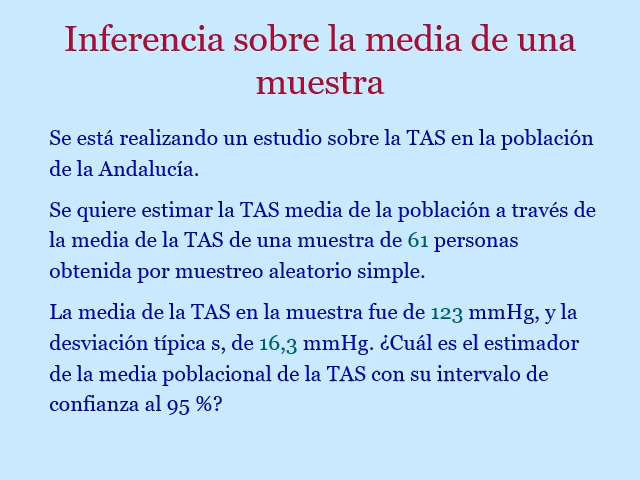 Inferencia sobre la media de una
muestra
Se está realizando un estudio sobre la TAS en la población
de la Andalucía.
Se quiere estimar la TAS media de la población a través de
la media de la TAS de una muestra de 61 personas
obtenida por muestreo aleatorio simple.
La media de la TAS en la muestra fue de 123 mmHg, y la
desviación típica s, de 16,3 mmHg. ¿Cuál es el estimador
de la media poblacional de la TAS con su intervalo de
confianza al 95 %?